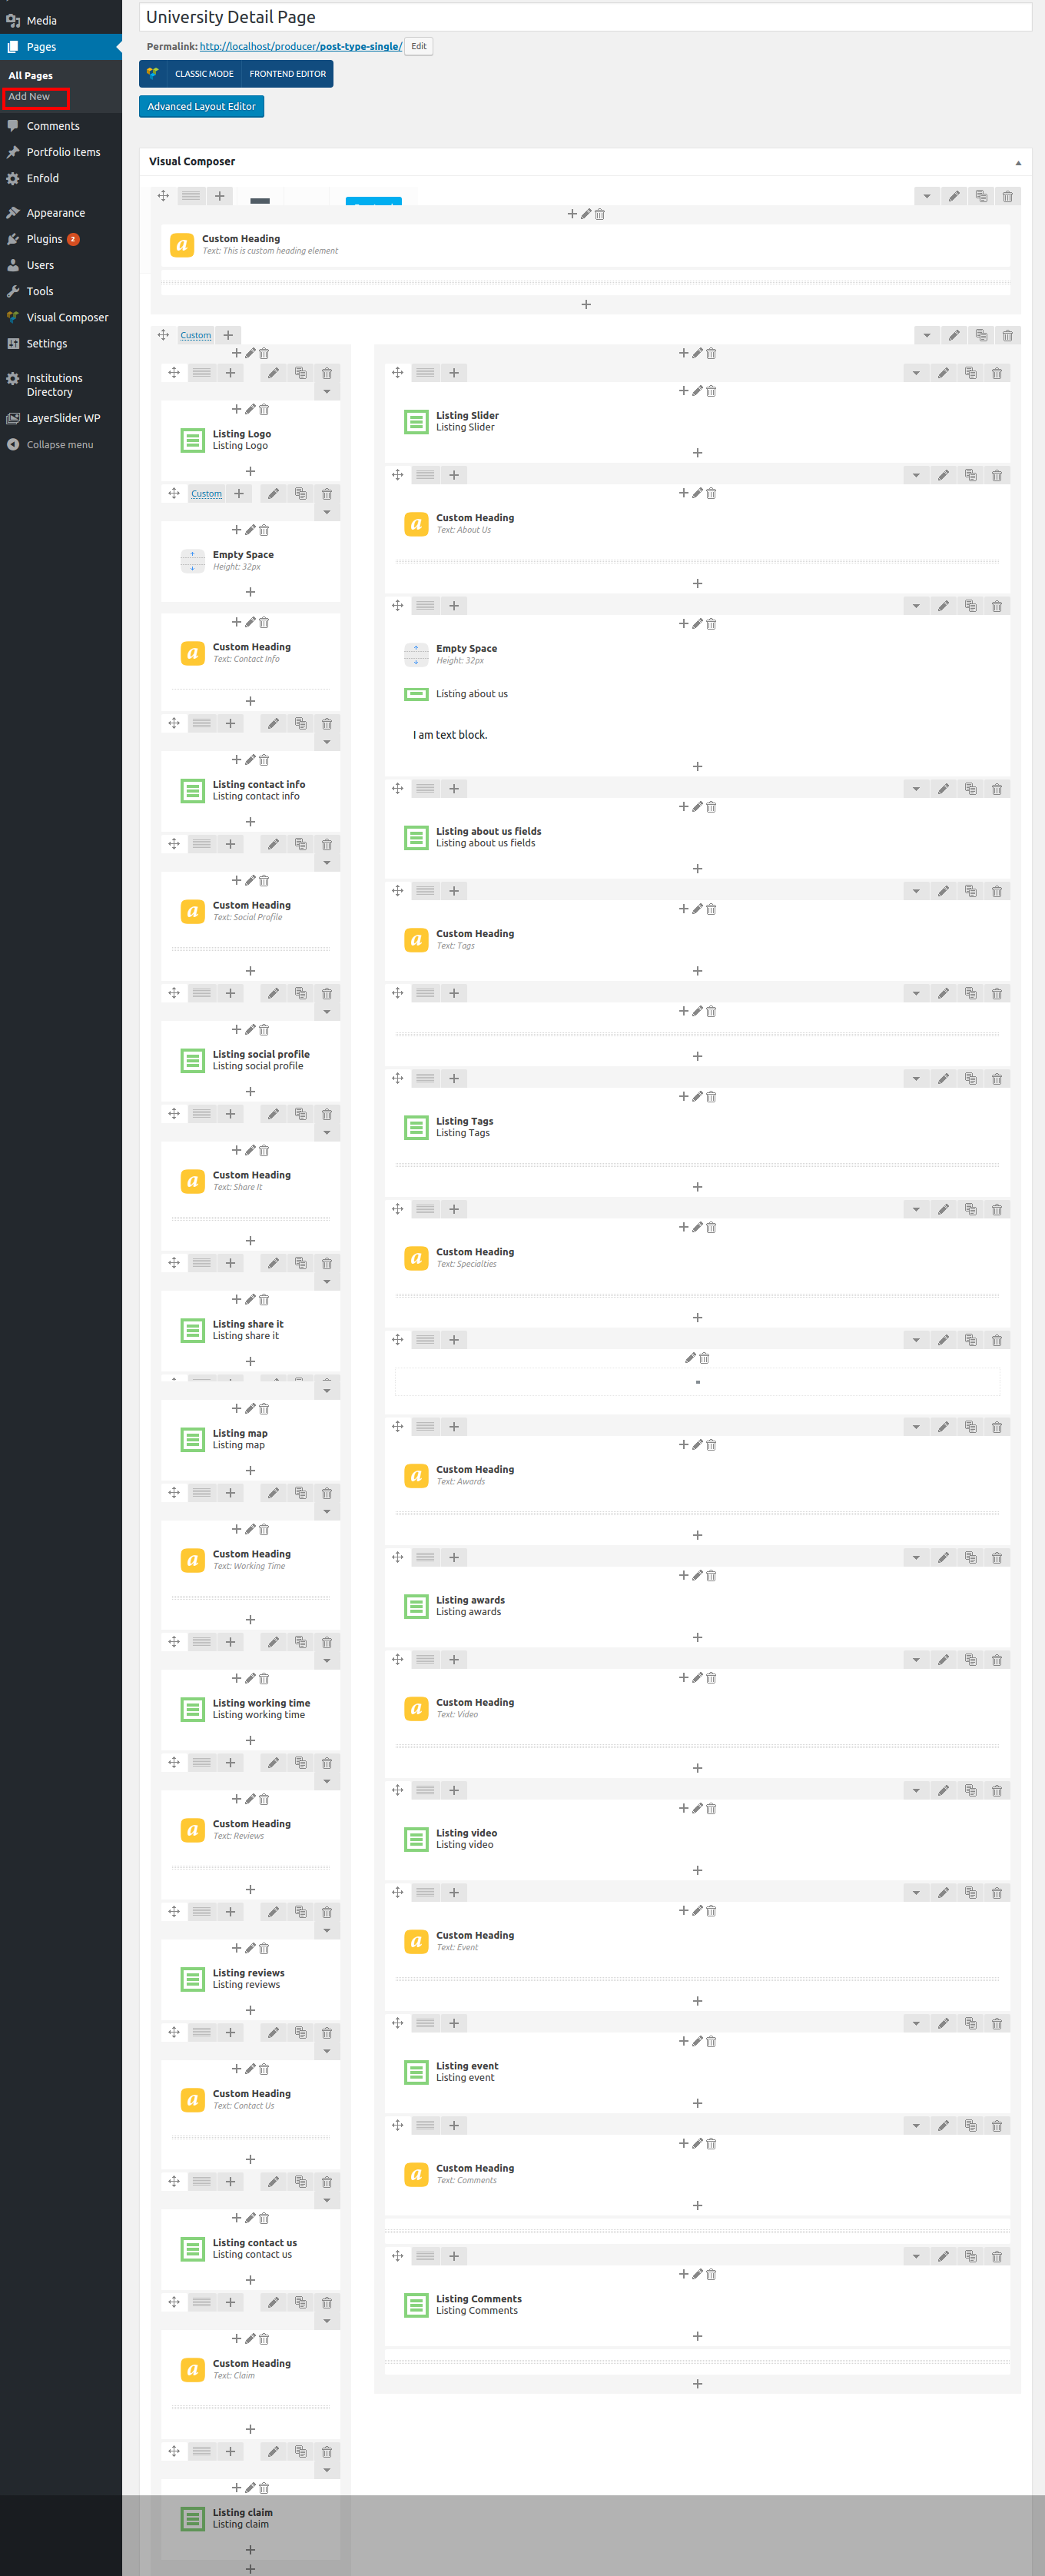 Media
Pages
All Pages
Add New
Comments
Portfolio Items
Enfold
Appearance
Plugins 2
Users
Tools
Visual Composer
Settings
Institutions
Directory
LayerSlider WP
Collapse menu
University Detail Page
Permalink: http://localhost/producer/post-type-single/ Edit
CLASSIC MODE FRONTEND EDITOR
Advanced Layout Editor
Visual Composer
Custom Heading
Text: This is custom heading element
Custom
Listing Logo
Listing Logo
Custom
Empty Space
Height: 32px
Custom Heading
Text: Contact Info
Listing contact info
Listing contact info
Custom Heading
Text: Social Profile
Listing social profile
Listing social profile
Custom Heading
Text: Share It
Listing share it
Listing share it
Listing map
Listing map
Custom Heading
Text: Working Time
Listing working time
Listing working time
Custom Heading
Text: Reviews
Listing reviews
Listing reviews
Custom Heading
Text: Contact Us
Listing contact us
Listing contact us
Custom Heading
Text: Claim
Listing claim
Listing claim
Listing Slider
Listing Slider
Custom Heading
Text: About Us
Empty Space
Height: 32px
Listing about us
I am text block.
Listing about us fields
Listing about us fields
Custom Heading
Text: Tags
Listing Tags
Listing Tags
Custom Heading
Text: Specialties
Custom Heading
Text: Awards
Listing awards
Listing awards
Custom Heading
Text: Video
Listing video
Listing video
Custom Heading
Text: Event
Listing event
Listing event
Custom Heading
Text: Comments
Listing Comments
Listing Comments